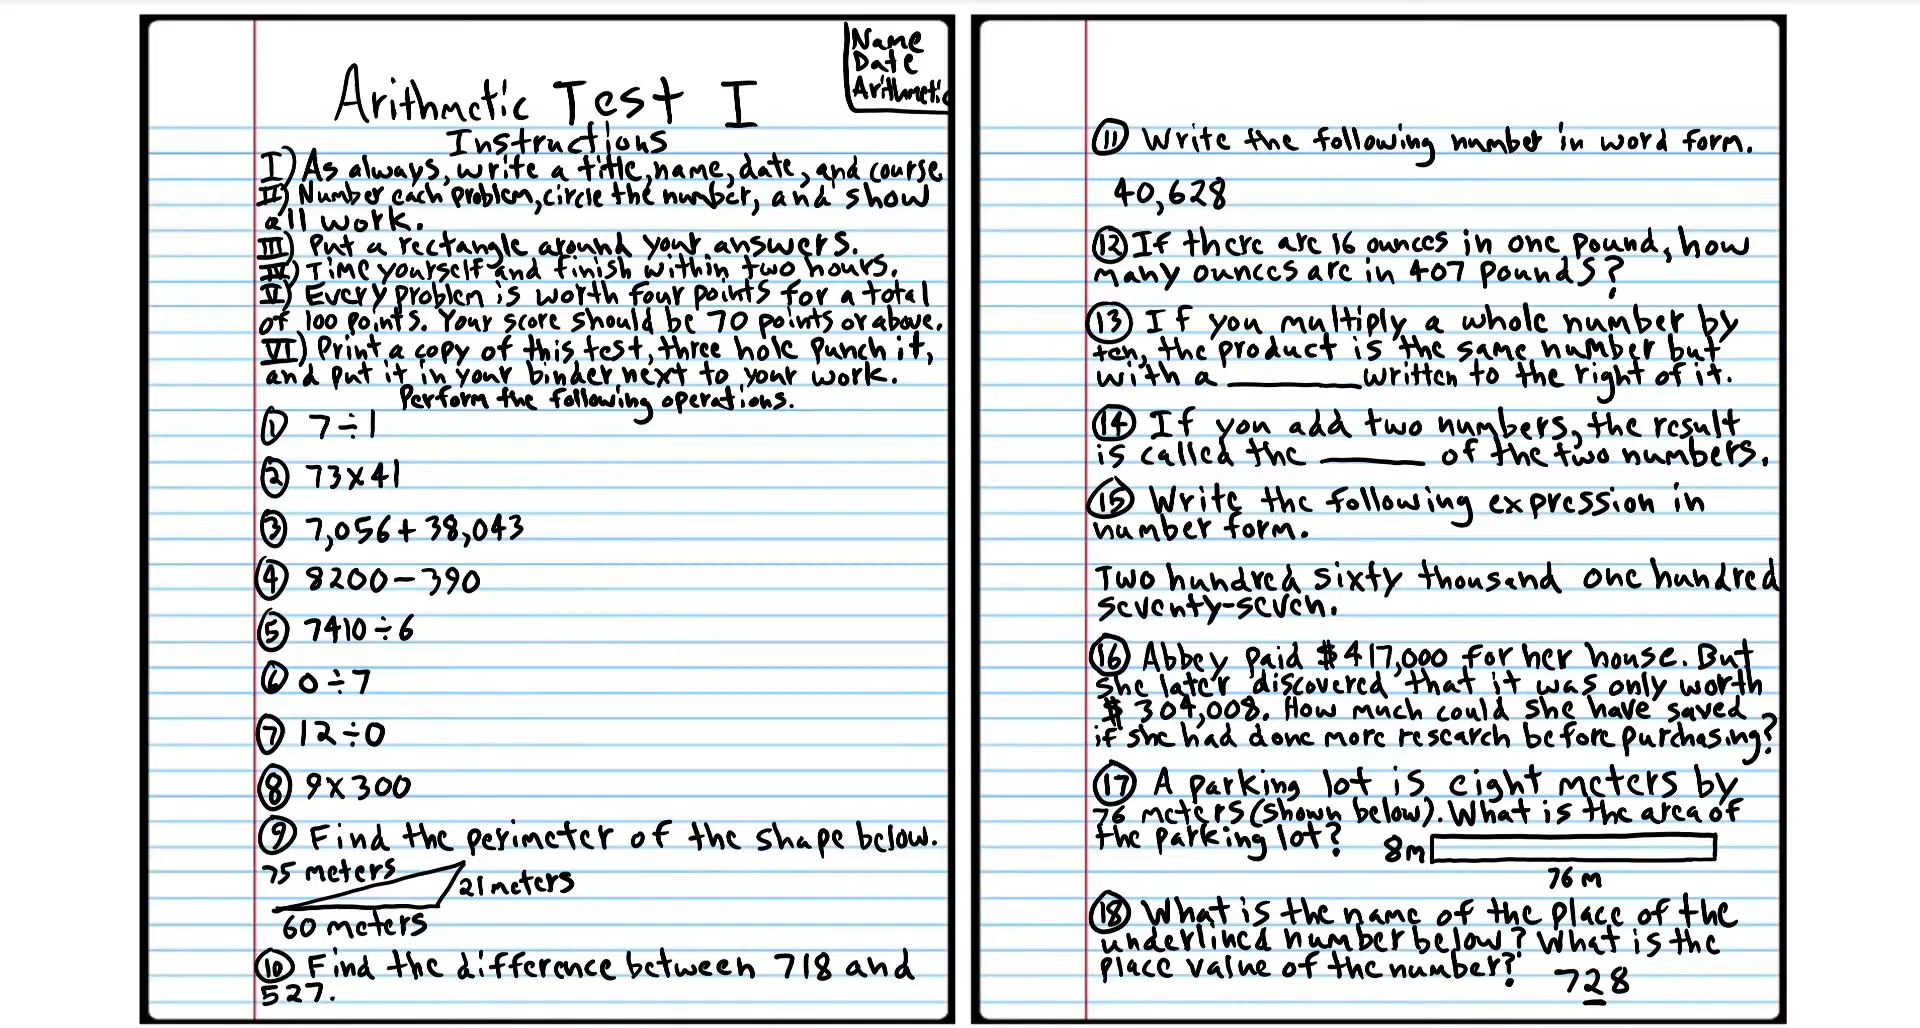 Name
Date
Arithmetic
Arithmetic Test I
Instructions
I) As always, write a title, name, date, and course
II) Number each problem, circle the number, and show
all work.
III) Put a rectangle around your answers.
IV) Time yourself and finish within two hours.
V) Every problem is worth four points for a total
of 100 points. Your score should be 70 points or above.
VI) Print a copy of this test, three hole punch it,
and put it in your binder next to your work.
Perform the following operations.
① 7÷1
② 73x41
③ 7,056+38,043
④ 8200-390
⑤ 7410÷6
⑥ 0÷7
⑦ 12÷0
⑧ 9x300
⑨ Find the perimeter of the shape below.
75 meters
21 meters
60 meters
⑩ Find the difference between 718 and
527.
⑪ Write the following number in word form.
40,628
⑫ If there are 16 ounces in one pound, how
many ounces are in 407 pounds?
⑬ If you multiply a whole number by
ten, the product is the same number but
with a ________ written to the right of it.
⑭ If you add two numbers, the result
is called the ______ of the two numbers.
⑮ Write the following expression in
number form.
Two hundred sixty thousand one hundred
seventy-seven.
⑯ Abbey paid $417,000 for her house. But
she later discovered that it was only worth
$304,008. How much could she have saved
if she had done more research before purchasing?
⑰ A parking lot is eight meters by
76 meters (shown below). What is the area of
the parking lot?
8m
76 m
⑱ What is the name of the place of the
underlined number below? What is the
place value of the number?
728